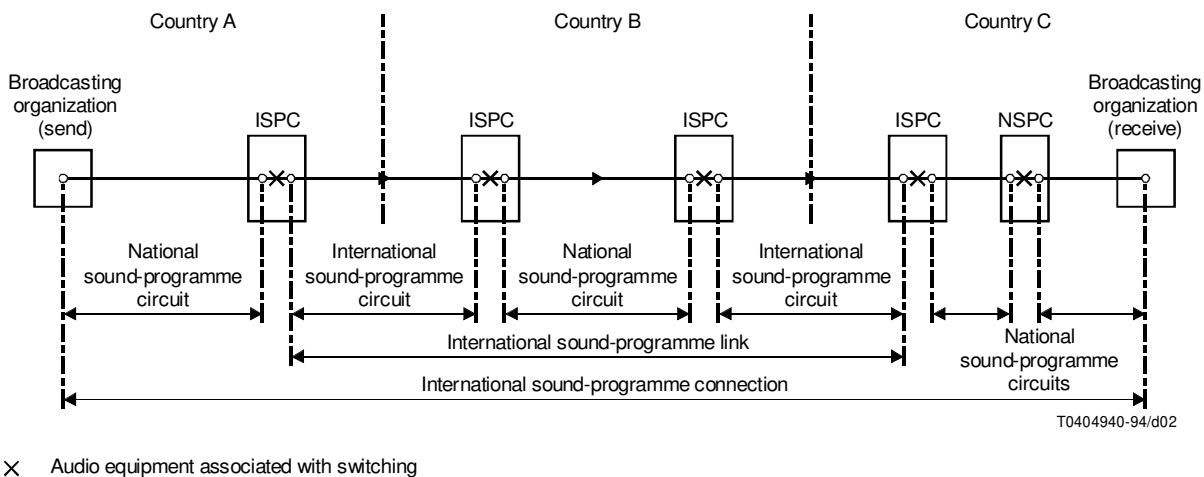 Country A
Country B
Country C
Broadcasting
organization
(send)
ISPC
ISPC
ISPC
ISPC
NSPC
Broadcasting
organization
(receive)
National
sound-programme
circuit
International
sound-programme
circuit
National
sound-programme
circuit
International
sound-programme
circuit
International sound-programme link
National
sound-programme
circuits
International sound-programme connection
T0404940-94/d02
Audio equipment associated with switching